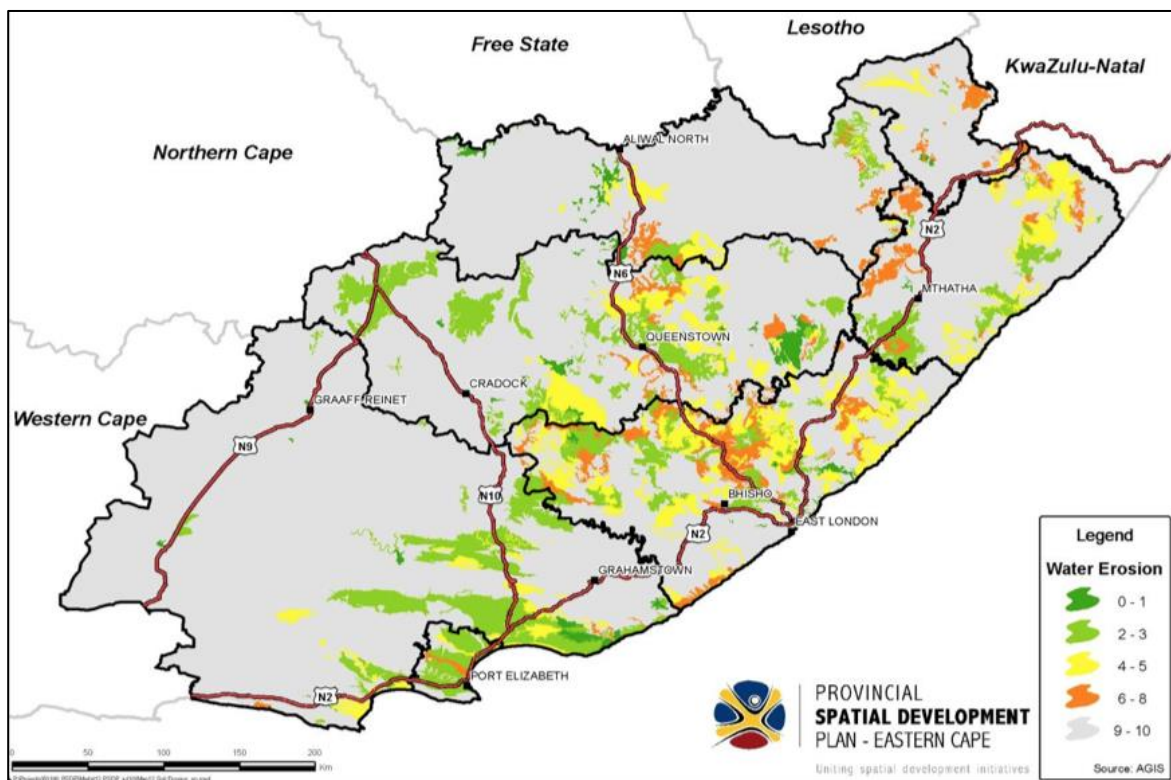 Lesotho
Free State
KwaZulu-Natal
ALIWAL NORTH
Northern Cape
N2
N6
MTHATHA
QUEENSTOWN
CRADOCK
GRAAFF-REINET
Western Cape
N9
N10
BHISHO
EAST LONDON
N2
GRAHAMSTOWN
PORT ELIZABETH
N2
Legend
Water Erosion
0 - 1
2 - 3
4 - 5
6 - 8
9 - 10
Source: AGIS
PROVINCIAL
SPATIAL DEVELOPMENT
PLAN - EASTERN CAPE
Uniting spatial development initiatives
0 50 100 150 200
Km